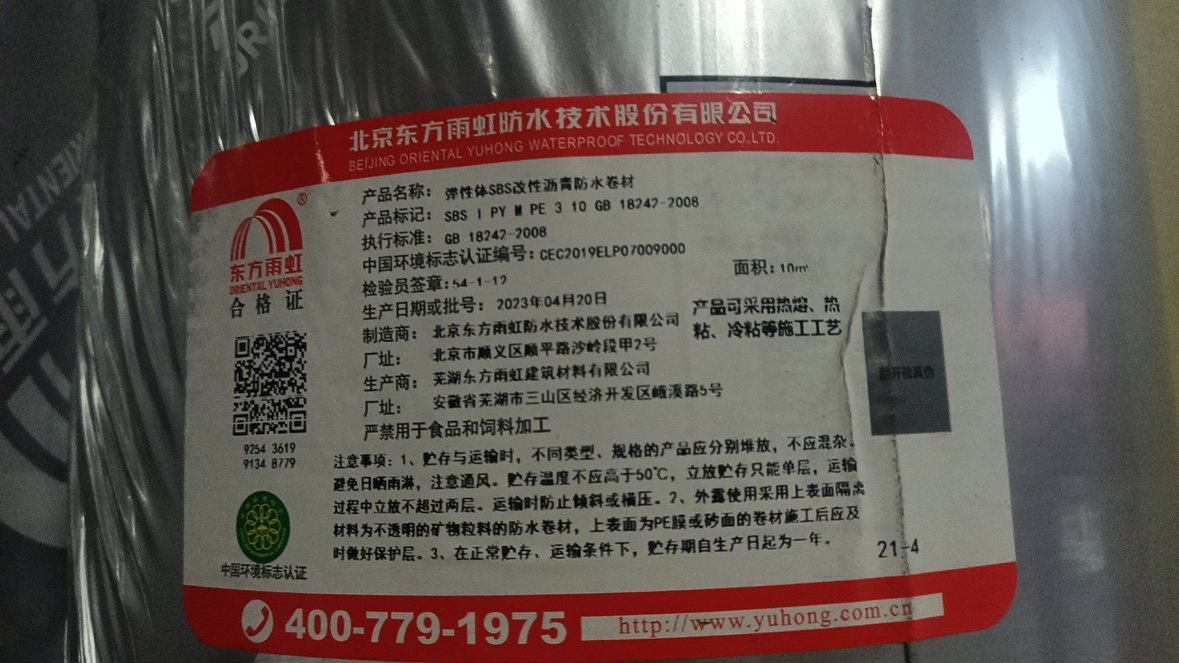 北京东方雨虹防水技术股份有限公司
BEIJING ORIENTAL YUHONG WATERPROOF TECHNOLOGY CO.,LTD.
东方雨虹®
ORIENTAL YUHONG
合格证
9254 3619
9134 8779
中国环境标志认证
产品名称：弹性体SBS改性沥青防水卷材
产品标记：SBS I PY M PE 3 10 GB 18242-2008
执行标准：GB 18242-2008
中国环境标志认证编号：CEC2019ELP07009000
检验员签章：54-1-12
面积：10㎡
生产日期或批号：2023年04月20日
制造商：北京东方雨虹防水技术股份有限公司
厂址：北京市顺义区顺平路沙岭段甲2号
生产商：芜湖东方雨虹建筑材料有限公司
厂址：安徽省芜湖市三山区经济开发区峨溪路5号
严禁用于食品和饲料加工
产品可采用热熔、热
粘、冷粘等施工工艺
刮开验真伪
注意事项：1、贮存与运输时，不同类型、规格的产品应分别堆放，不应混杂。
避免日晒雨淋，注意通风。贮存温度不应高于50℃，立放贮存只能单层，运输
过程中立放不超过两层。运输时防止倾斜或横压。2、外露使用采用上表面隔离
材料为不透明的矿物粒料的防水卷材，上表面为PE膜或砂面的卷材施工后应及
时做好保护层。3、在正常贮存、运输条件下，贮存期自生产日起为一年。
21-4
400-779-1975
http://www.yuhong.com.cn